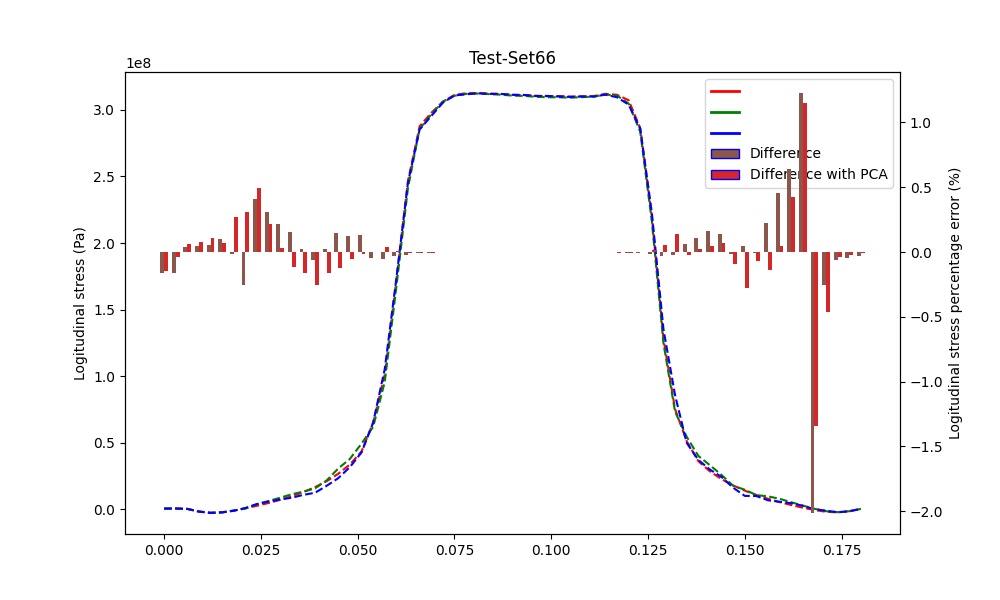 Test-Set66
1e8
3.0
2.5
2.0
1.5
1.0
0.5
0.0
Logitudinal stress (Pa)
Difference
Difference with PCA
1.0
0.5
0.0
−0.5
−1.0
−1.5
−2.0
Logitudinal stress percentage error (%)
0.000 0.025 0.050 0.075 0.100 0.125 0.150 0.175